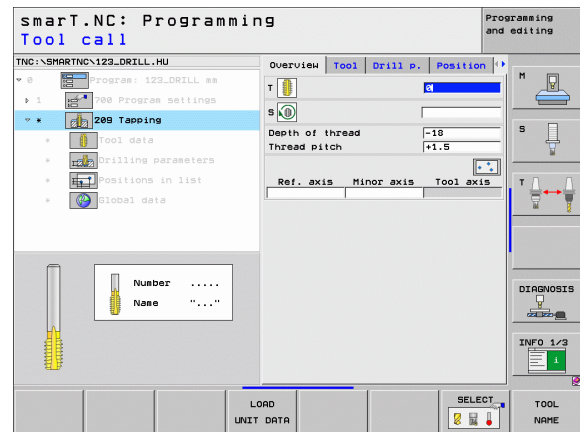 smarT.NC: Programming
Tool call
Programming
and editing
TNC:\SMARTNC\123_DRILL.HU
0 Program: 123_DRILL mm
1 700 Program settings
* 209 Tapping
* Tool data
* Drilling parameters
* Positions in list
* Global data
Overview Tool Drill p. Position
T 0
S
Depth of thread -18
Thread pitch +1.5
Ref. axis Minor axis Tool axis
Number .....
Name "..."
M
S
T
DIAGNOSIS
INFO 1/3
i
LOAD
UNIT DATA
SELECT
TOOL
NAME